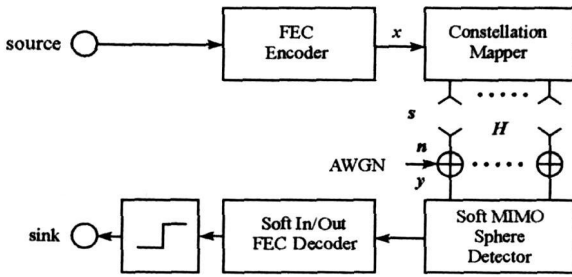 source
FEC
Encoder
x
Constellation
Mapper
s
H
n
AWGN
y
sink
Soft In/Out
FEC Decoder
Soft MIMO
Sphere
Detector